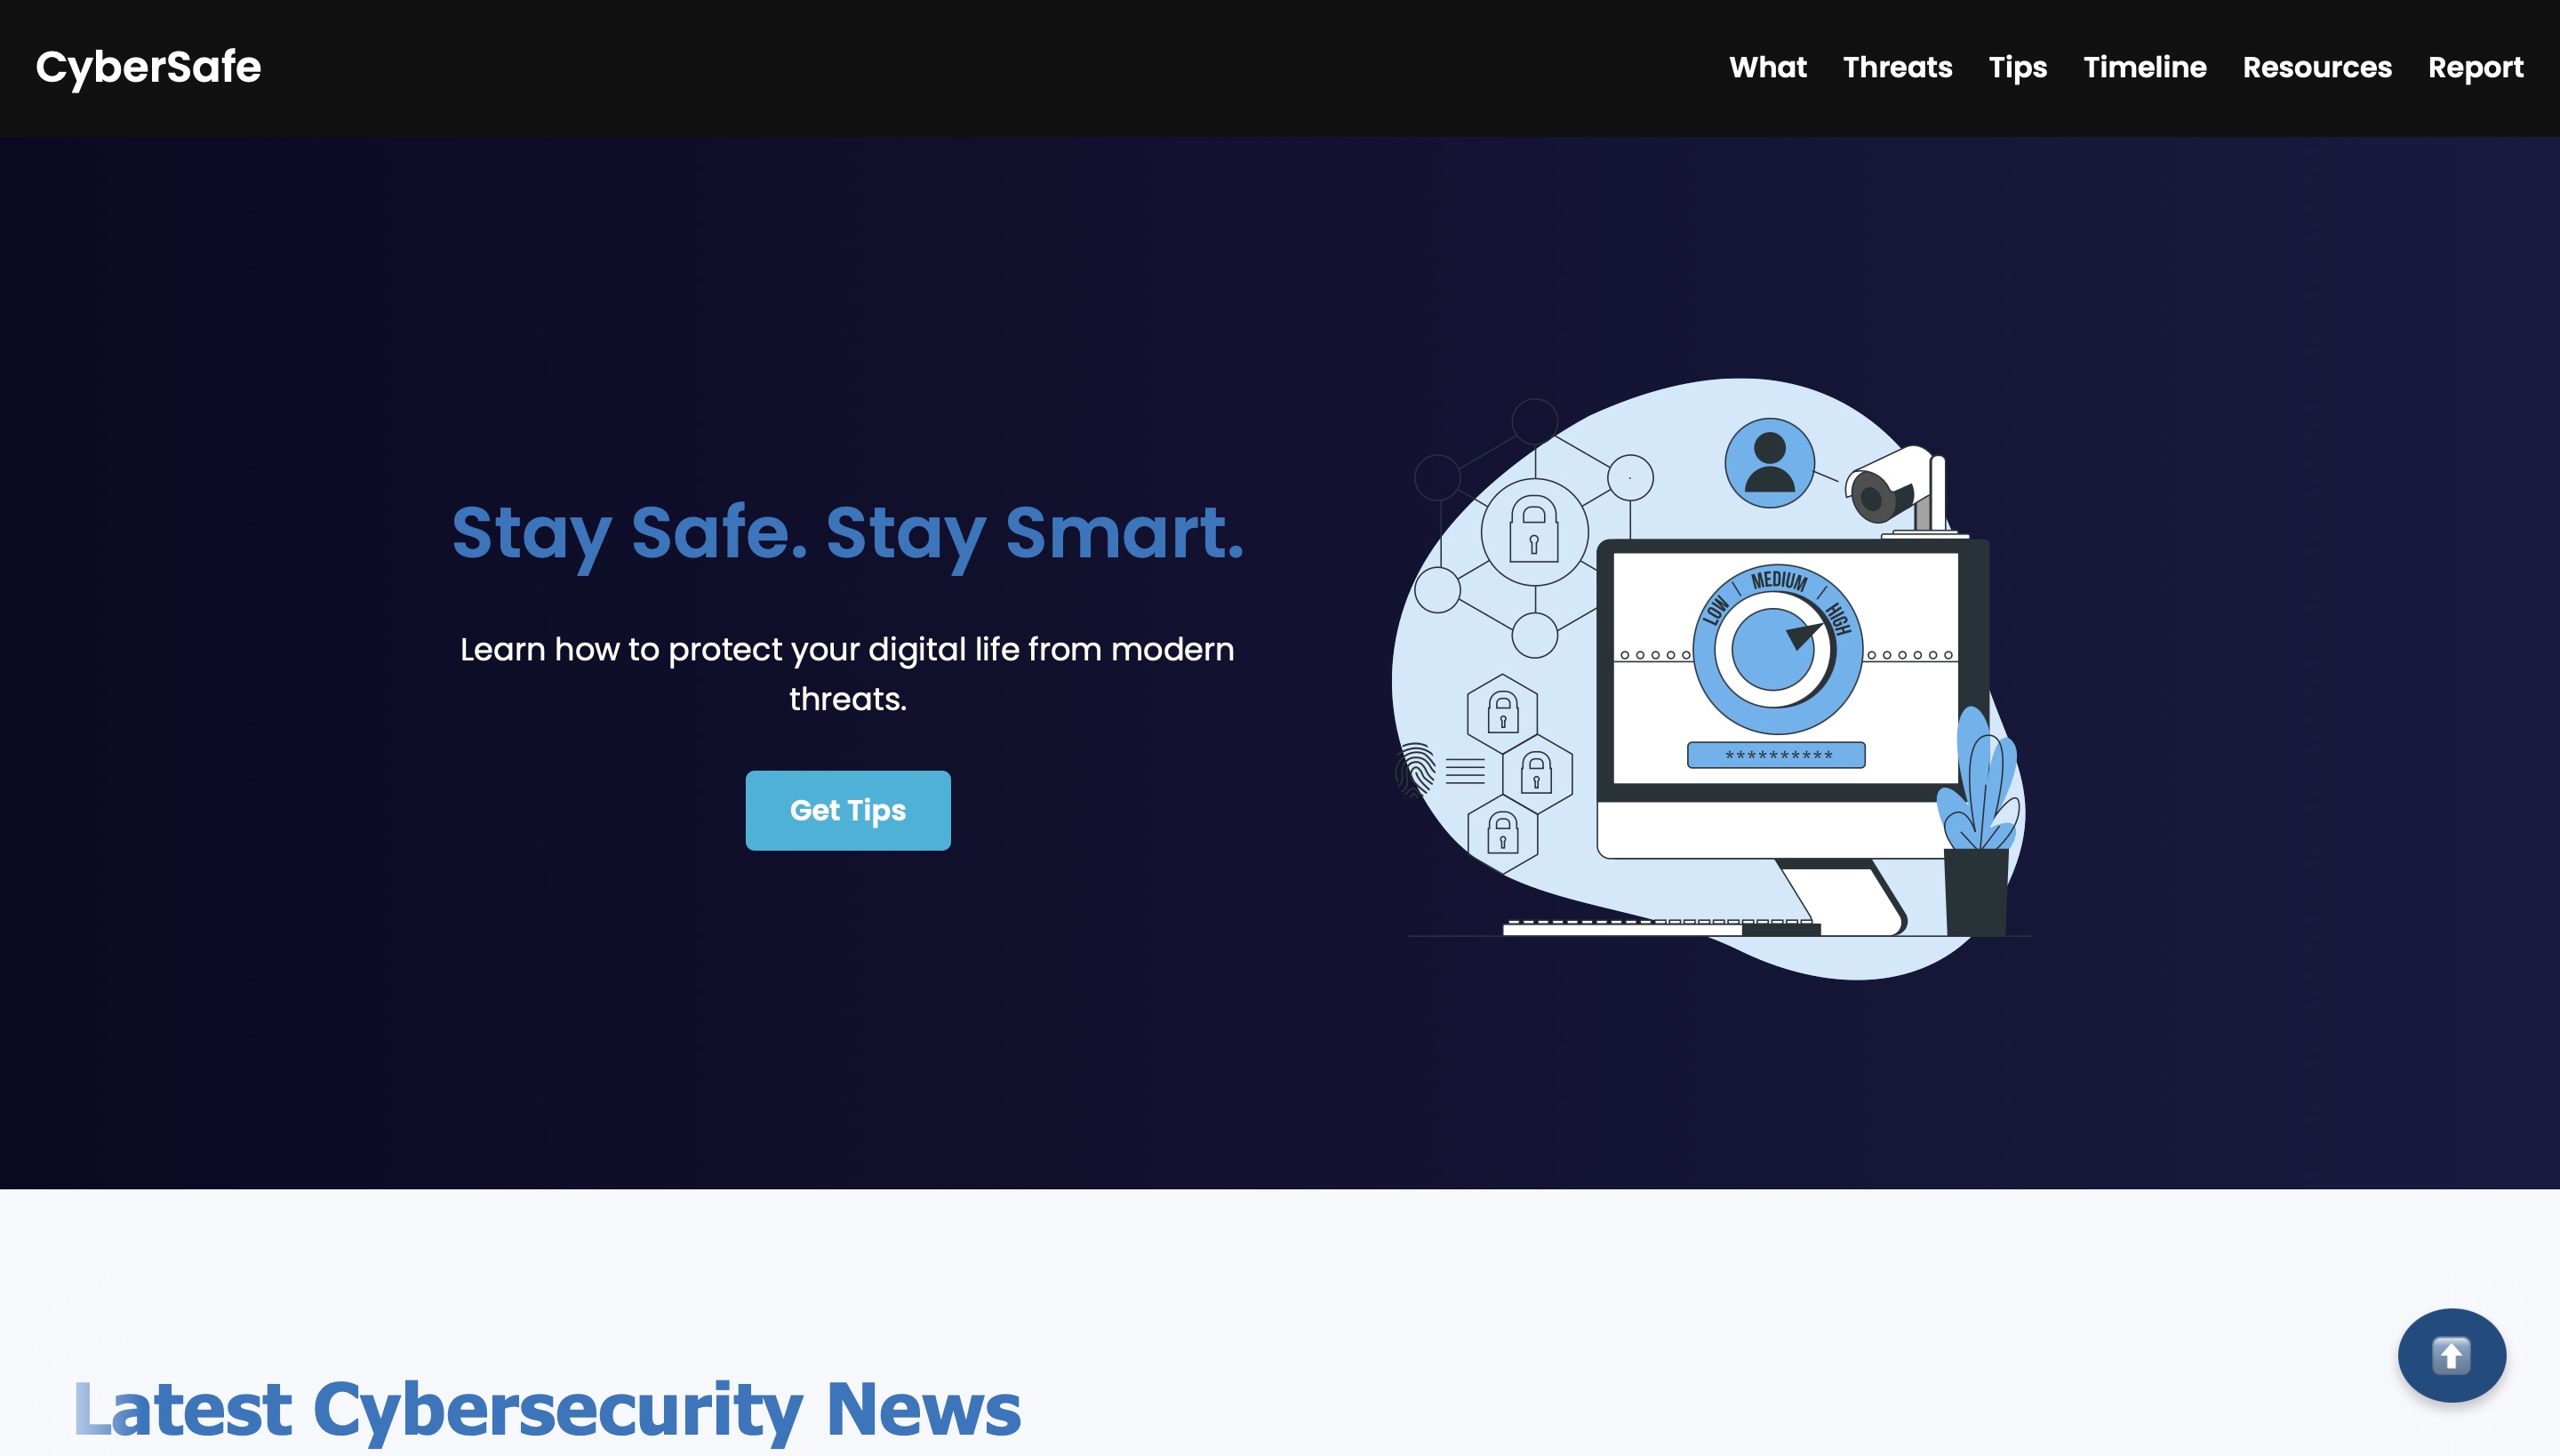 CyberSafe
What Threats Tips Timeline Resources Report
Stay Safe. Stay Smart.
Learn how to protect your digital life from modern
threats.
Get Tips
LOW | MEDIUM | HIGH
**********
Latest Cybersecurity News